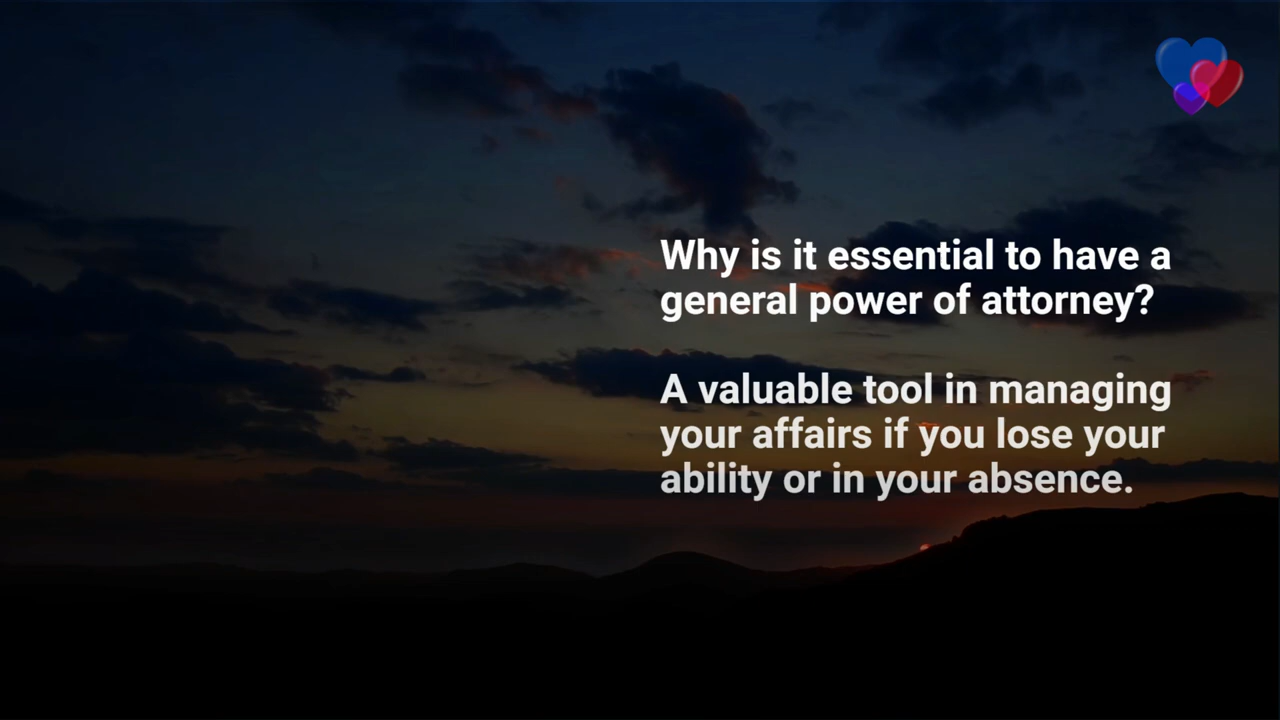 Why is it essential to have a
general power of attorney?
A valuable tool in managing
your affairs if you lose your
ability or in your absence.